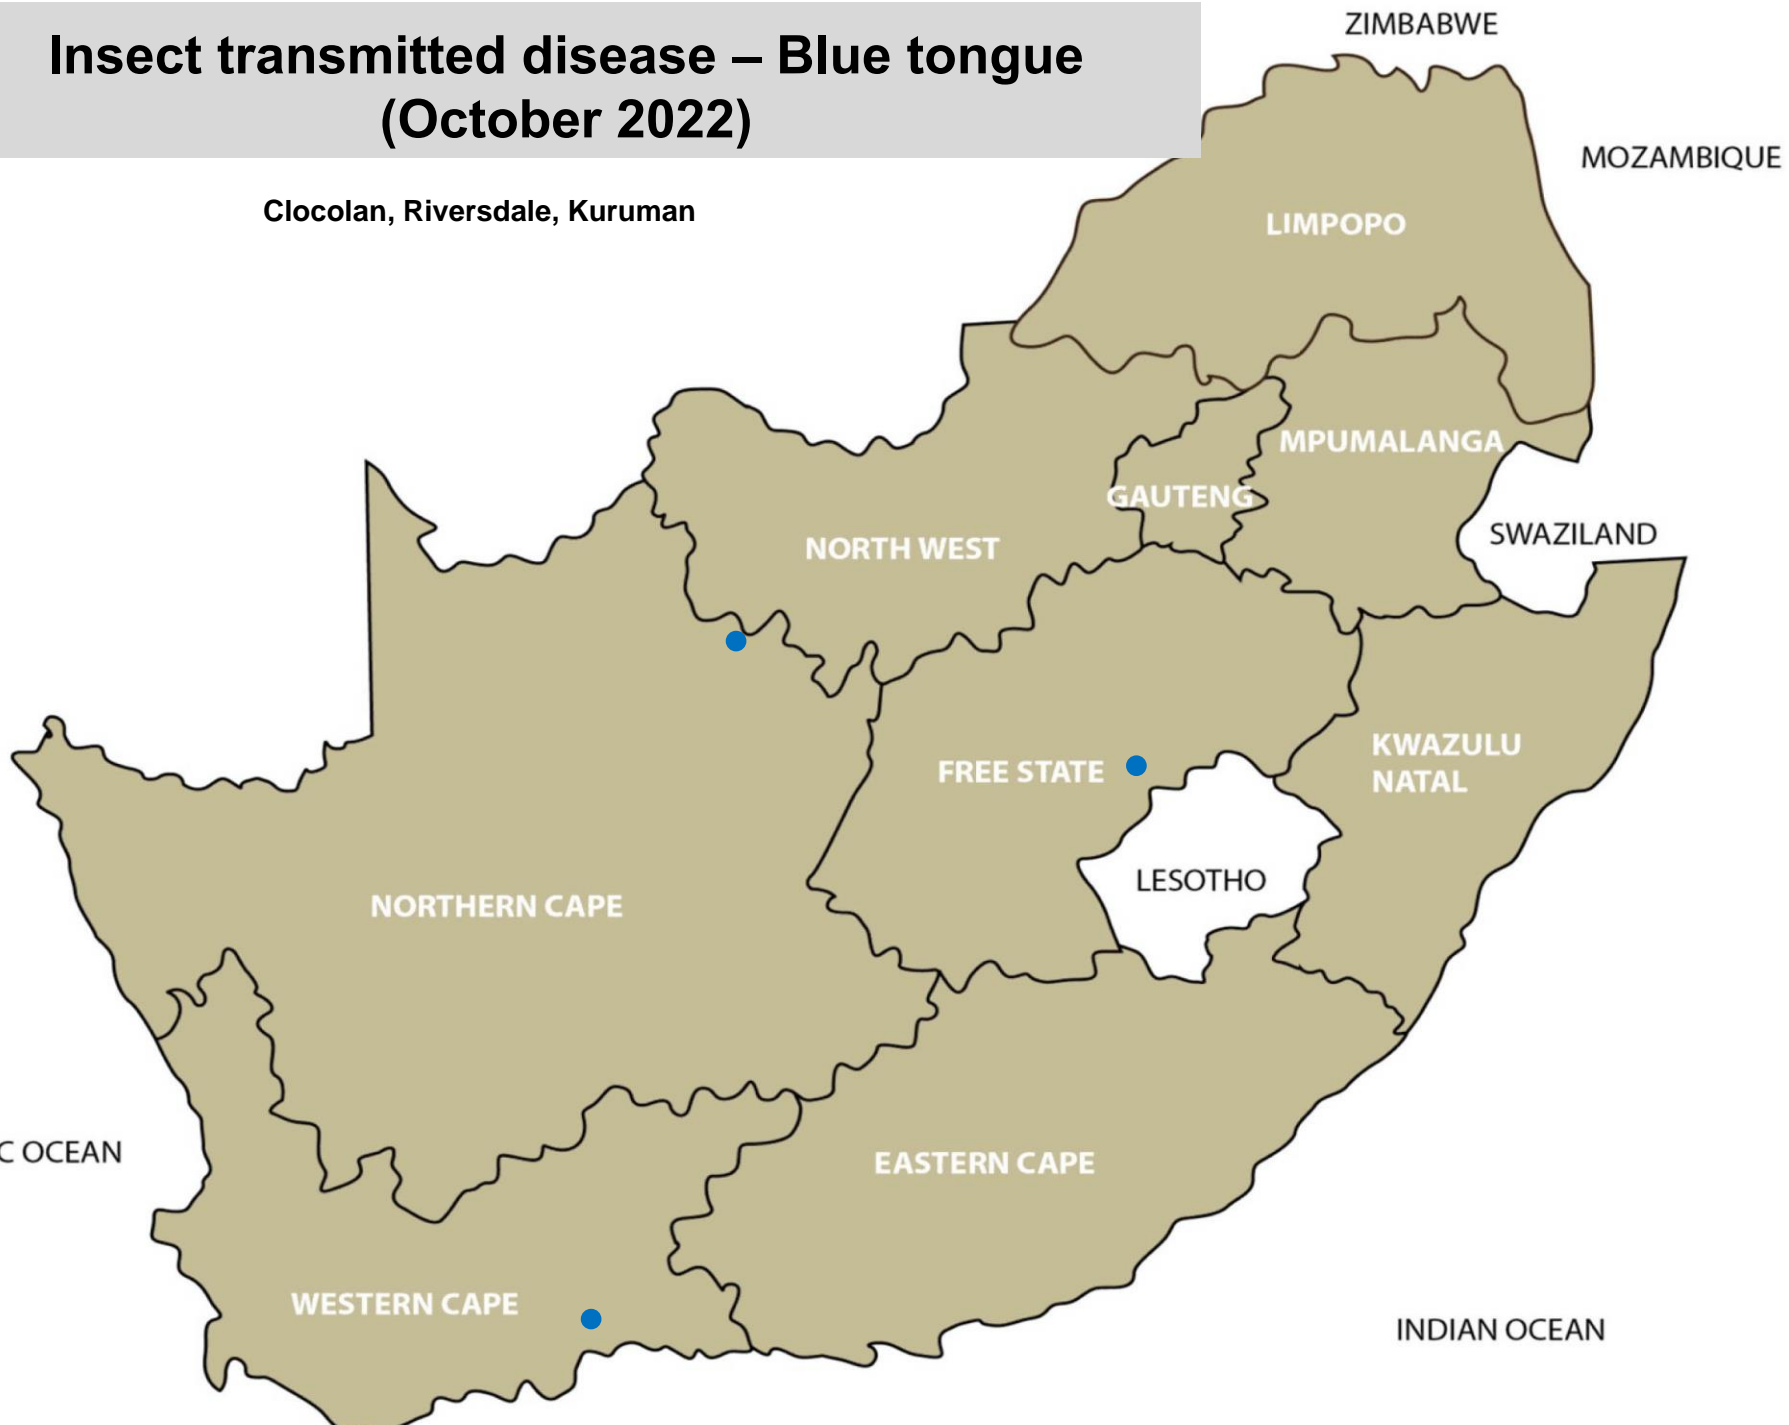 Insect transmitted disease – Blue tongue
(October 2022)
Clocolan, Riversdale, Kuruman
ZIMBABWE
MOZAMBIQUE
LIMPOPO
MPUMALANGA
GAUTENG
SWAZILAND
NORTH WEST
KWAZULU
NATAL
FREE STATE
LESOTHO
NORTHERN CAPE
C OCEAN
EASTERN CAPE
WESTERN CAPE
INDIAN OCEAN